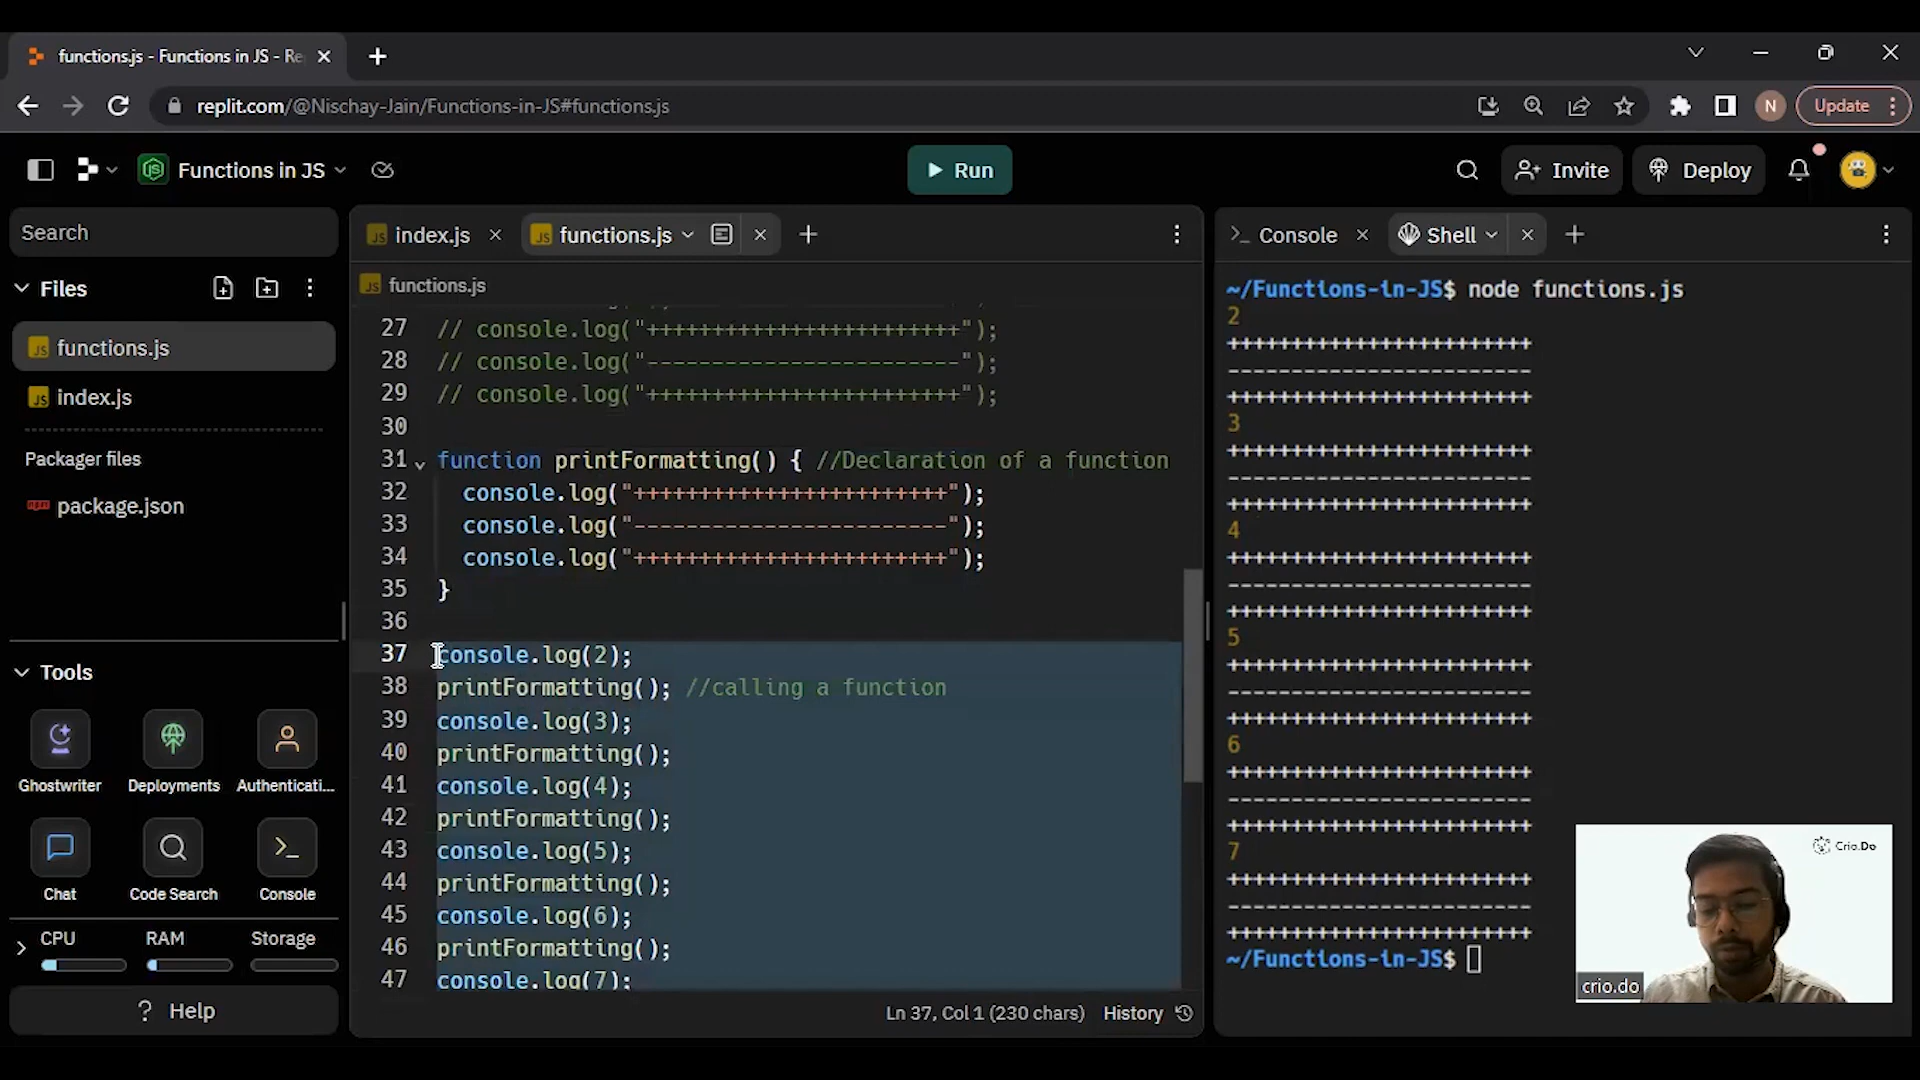 functions.js - Functions in JS - Re
replit.com/@Nischay-Jain/Functions-in-JS#functions.js
N
Update
Functions in JS
Run
Invite
Deploy
Search
Files
functions.js
index.js
Packager files
package.json
Tools
Ghostwriter
Deployments
Authenticati...
Chat
Code Search
Console
CPU
RAM
Storage
? Help
index.js
functions.js
functions.js
27 // console.log("++++++++++++++++++++++++");
28 // console.log("------------------------");
29 // console.log("++++++++++++++++++++++++");
30
31 function printFormatting() { //Declaration of a function
32 console.log("++++++++++++++++++++++++");
33 console.log("------------------------");
34 console.log("++++++++++++++++++++++++");
35 }
36
37 console.log(2);
38 printFormatting(); //calling a function
39 console.log(3);
40 printFormatting();
41 console.log(4);
42 printFormatting();
43 console.log(5);
44 printFormatting();
45 console.log(6);
46 printFormatting();
47 console.log(7);
Ln 37, Col 1 (230 chars) History
Console
Shell
~/Functions-in-JS$ node functions.js
2
++++++++++++++++++++++++
------------------------
++++++++++++++++++++++++
3
++++++++++++++++++++++++
------------------------
++++++++++++++++++++++++
4
++++++++++++++++++++++++
------------------------
++++++++++++++++++++++++
5
++++++++++++++++++++++++
------------------------
++++++++++++++++++++++++
6
++++++++++++++++++++++++
------------------------
++++++++++++++++++++++++
7
++++++++++++++++++++++++
------------------------
++++++++++++++++++++++++
~/Functions-in-JS$
Crio.Do
crio.do